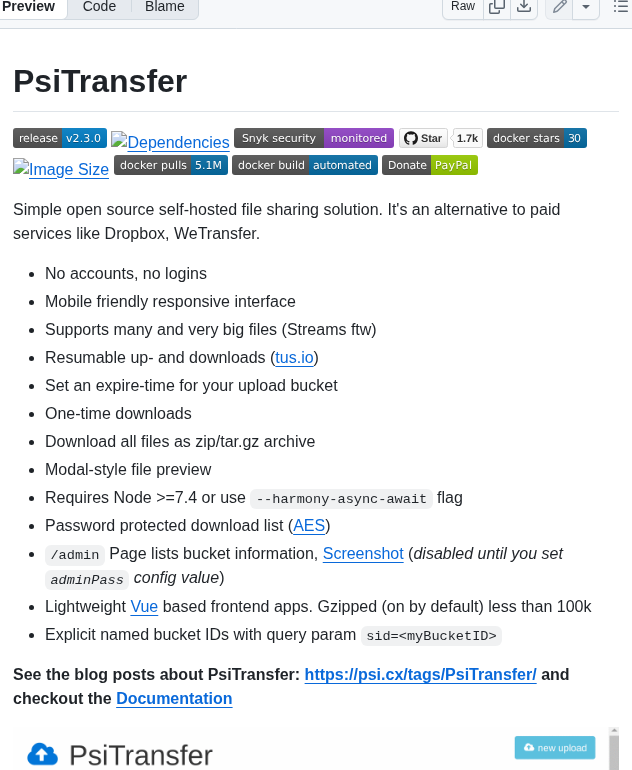 Preview Code Blame Raw
PsiTransfer
release v2.3.0 Dependencies Snyk security monitored Star 1.7k docker stars 30
Image Size docker pulls 5.1M docker build automated Donate PayPal
Simple open source self-hosted file sharing solution. It's an alternative to paid
services like Dropbox, WeTransfer.
No accounts, no logins
Mobile friendly responsive interface
Supports many and very big files (Streams ftw)
Resumable up- and downloads (tus.io)
Set an expire-time for your upload bucket
One-time downloads
Download all files as zip/tar.gz archive
Modal-style file preview
Requires Node >=7.4 or use --harmony-async-await flag
Password protected download list (AES)
/admin Page lists bucket information, Screenshot (disabled until you set
adminPass config value)
Lightweight Vue based frontend apps. Gzipped (on by default) less than 100k
Explicit named bucket IDs with query param sid=<myBucketID>
See the blog posts about PsiTransfer: https://psi.cx/tags/PsiTransfer/ and
checkout the Documentation
PsiTransfer new upload